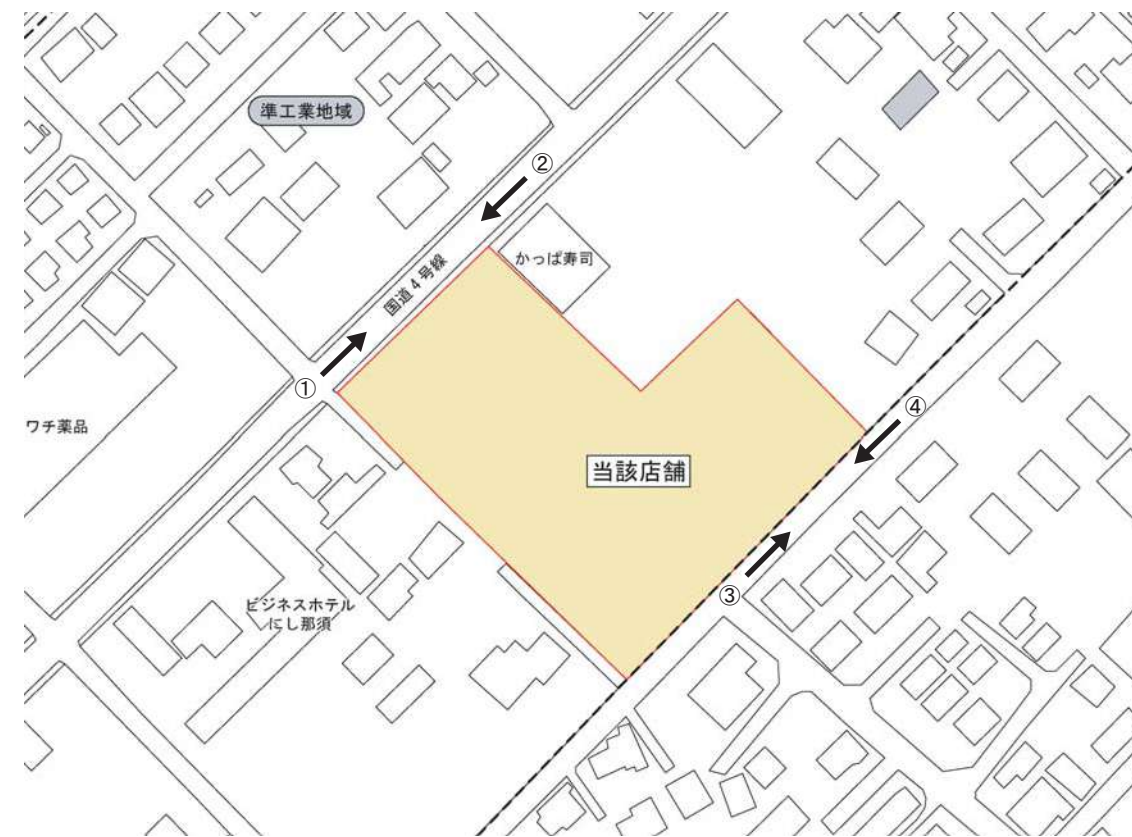 準工業地域
②
かっぱ寿司
国道4号線
①
ワチ薬品
④
当該店舗
③
ビジネスホテル
にし那須